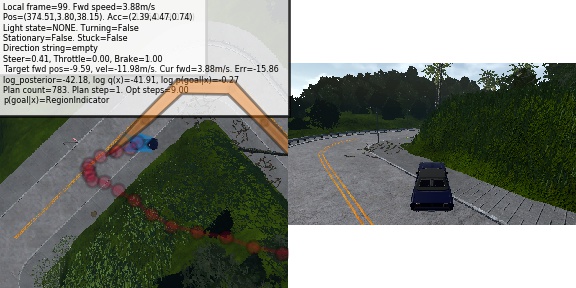 Local frame=99. Fwd speed=3.88m/s
Pos=(374.51,3.80,38.15). Acc=(2.39,4.47,0.74)
Light state=NONE. Turning=False
Stationary=False. Stuck=False
Direction string=empty
Steer=0.41, Throttle=0.00, Brake=1.00
Target fwd pos=-9.59, vel=-11.98m/s. Cur fwd=3.88m/s. Err=-15.86
log_posterior=-42.18, log q(x)=-41.91, log p(goal|x)=-0.27
Plan count=783. Plan step=1. Opt steps=9.00
p(goal|x)=RegionIndicator